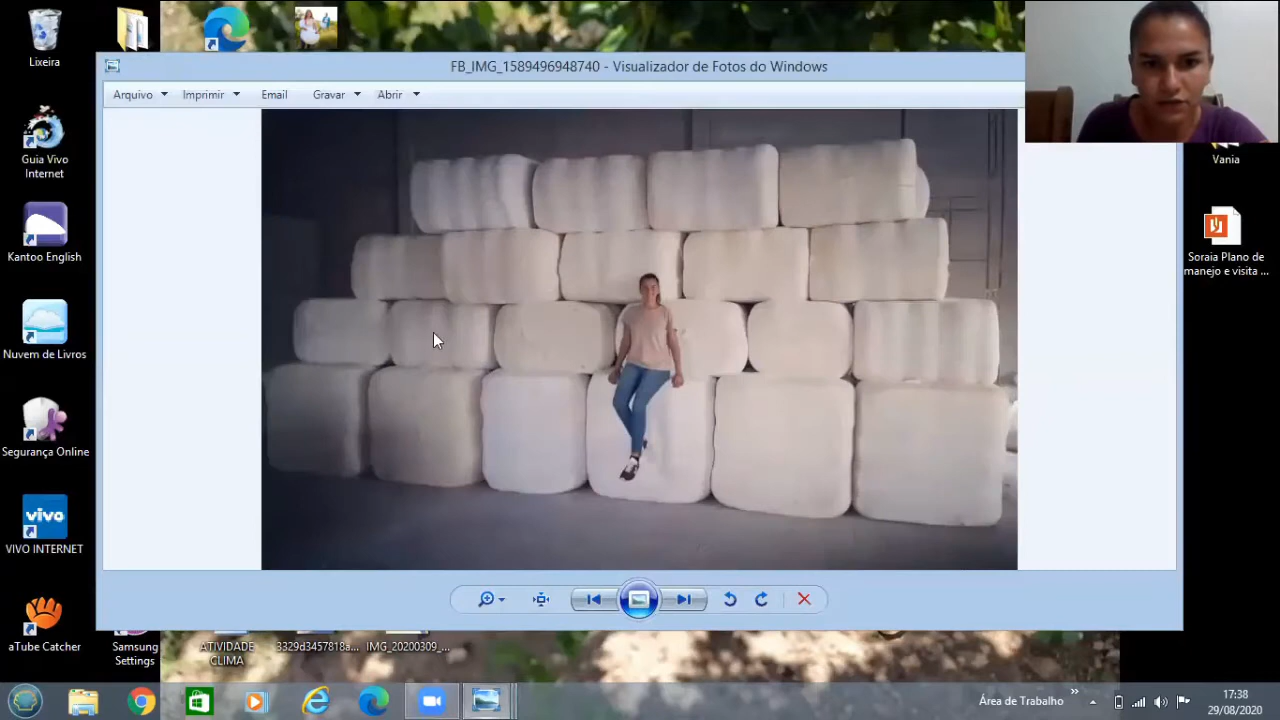 FB_IMG_1589496948740 - Visualizador de Fotos do Windows
Arquivo
Imprimir
Email
Gravar
Abrir
Lixeira
Guia Vivo
Internet
Kantoo English
Nuvem de Livros
Segurança Online
vivo
VIVO INTERNET
aTube Catcher
Samsung
Settings
ATIVIDADE
CLIMA
3329d3457818a...
IMG_20200309_...
Vania
Soraia Plano de
manejo e visita ...
Área de Trabalho
17:38
29/08/2020